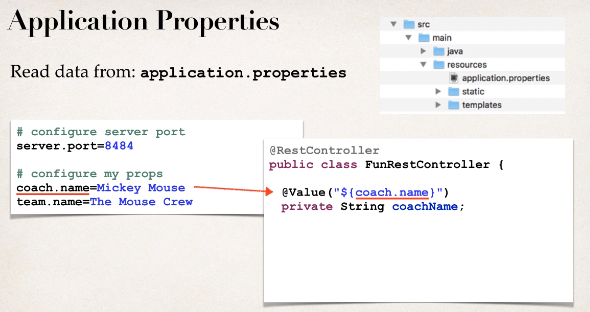 Application Properties
Read data from: application.properties
src
main
java
resources
application.properties
static
templates
# configure server port
server.port=8484
# configure my props
coach.name=Mickey Mouse
team.name=The Mouse Crew
@RestController
public class FunRestController {
@Value("${coach.name}")
private String coachName;